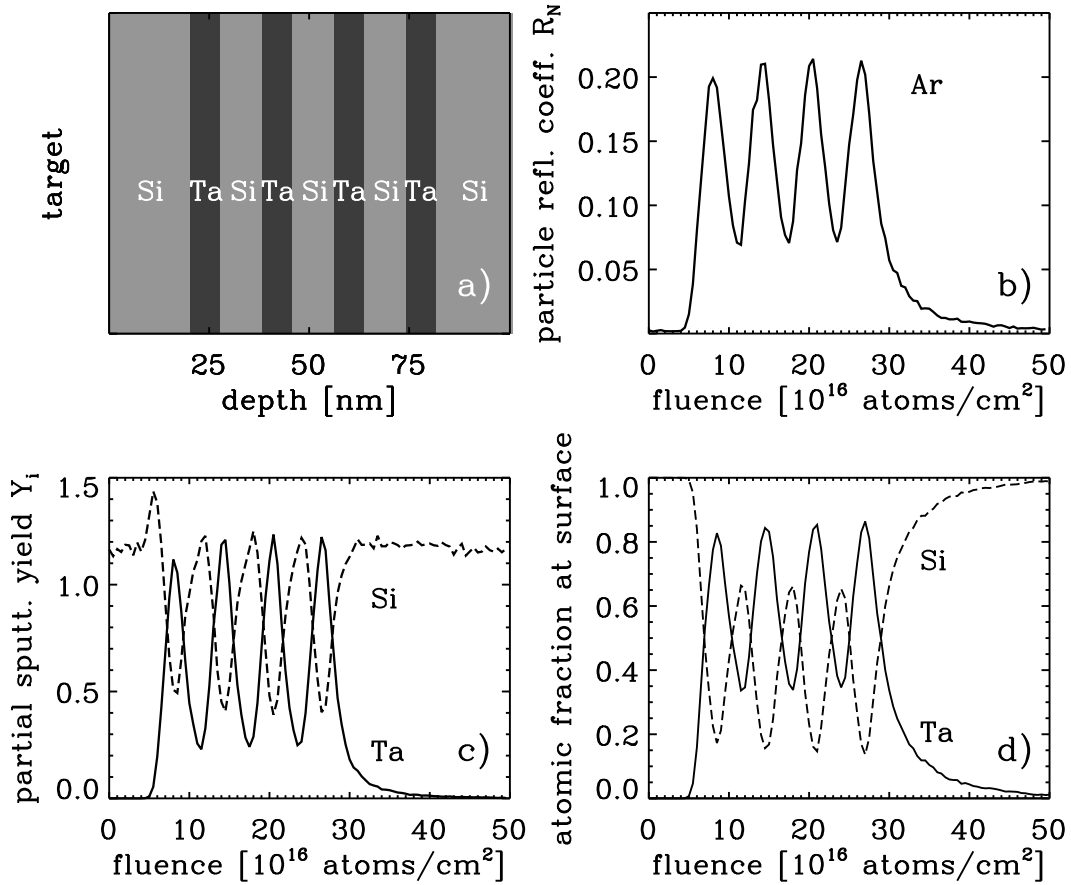 target
Si Ta Si Ta Si Ta Si Ta Si
a)
25 50 75
depth [nm]
particle refl. coeff. R_N
0.20
0.15
0.10
0.05
Ar
b)
0 10 20 30 40 50
fluence [10^16 atoms/cm^2]
partial sputt. yield Y_i
1.5
1.0
0.5
0.0
Si
Ta
c)
0 10 20 30 40 50
fluence [10^16 atoms/cm^2]
atomic fraction at surface
1.0
0.8
0.6
0.4
0.2
0.0
Si
Ta
d)
0 10 20 30 40 50
fluence [10^16 atoms/cm^2]